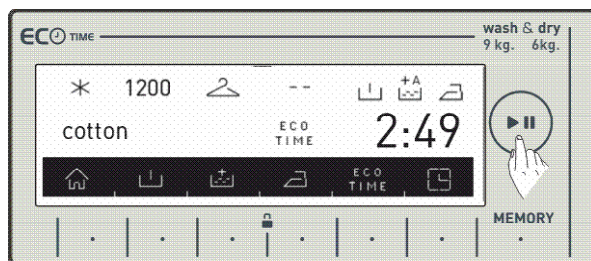 ECO TIME
wash & dry
9 kg. 6kg.
1200 -- +A
cotton ECO TIME 2:49
ECO TIME
MEMORY